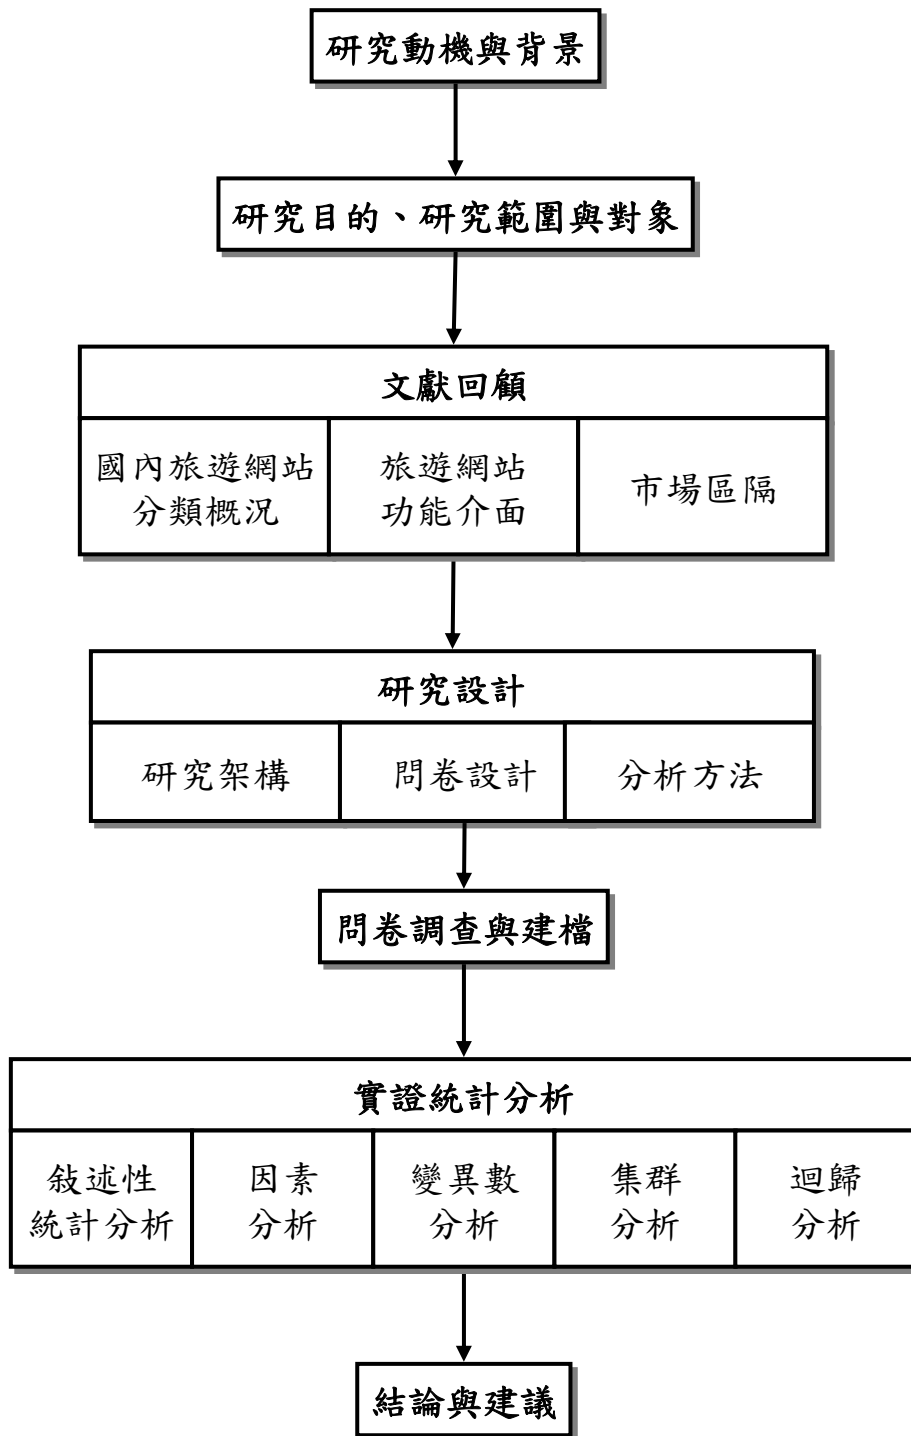 研究動機與背景
研究目的、研究範圍與對象
文獻回顧
國內旅遊網站
分類概況
旅遊網站
功能介面
市場區隔
研究設計
研究架構
問卷設計
分析方法
問卷調查與建檔
實證統計分析
敘述性
統計分析
因素
分析
變異數
分析
集群
分析
迴歸
分析
結論與建議